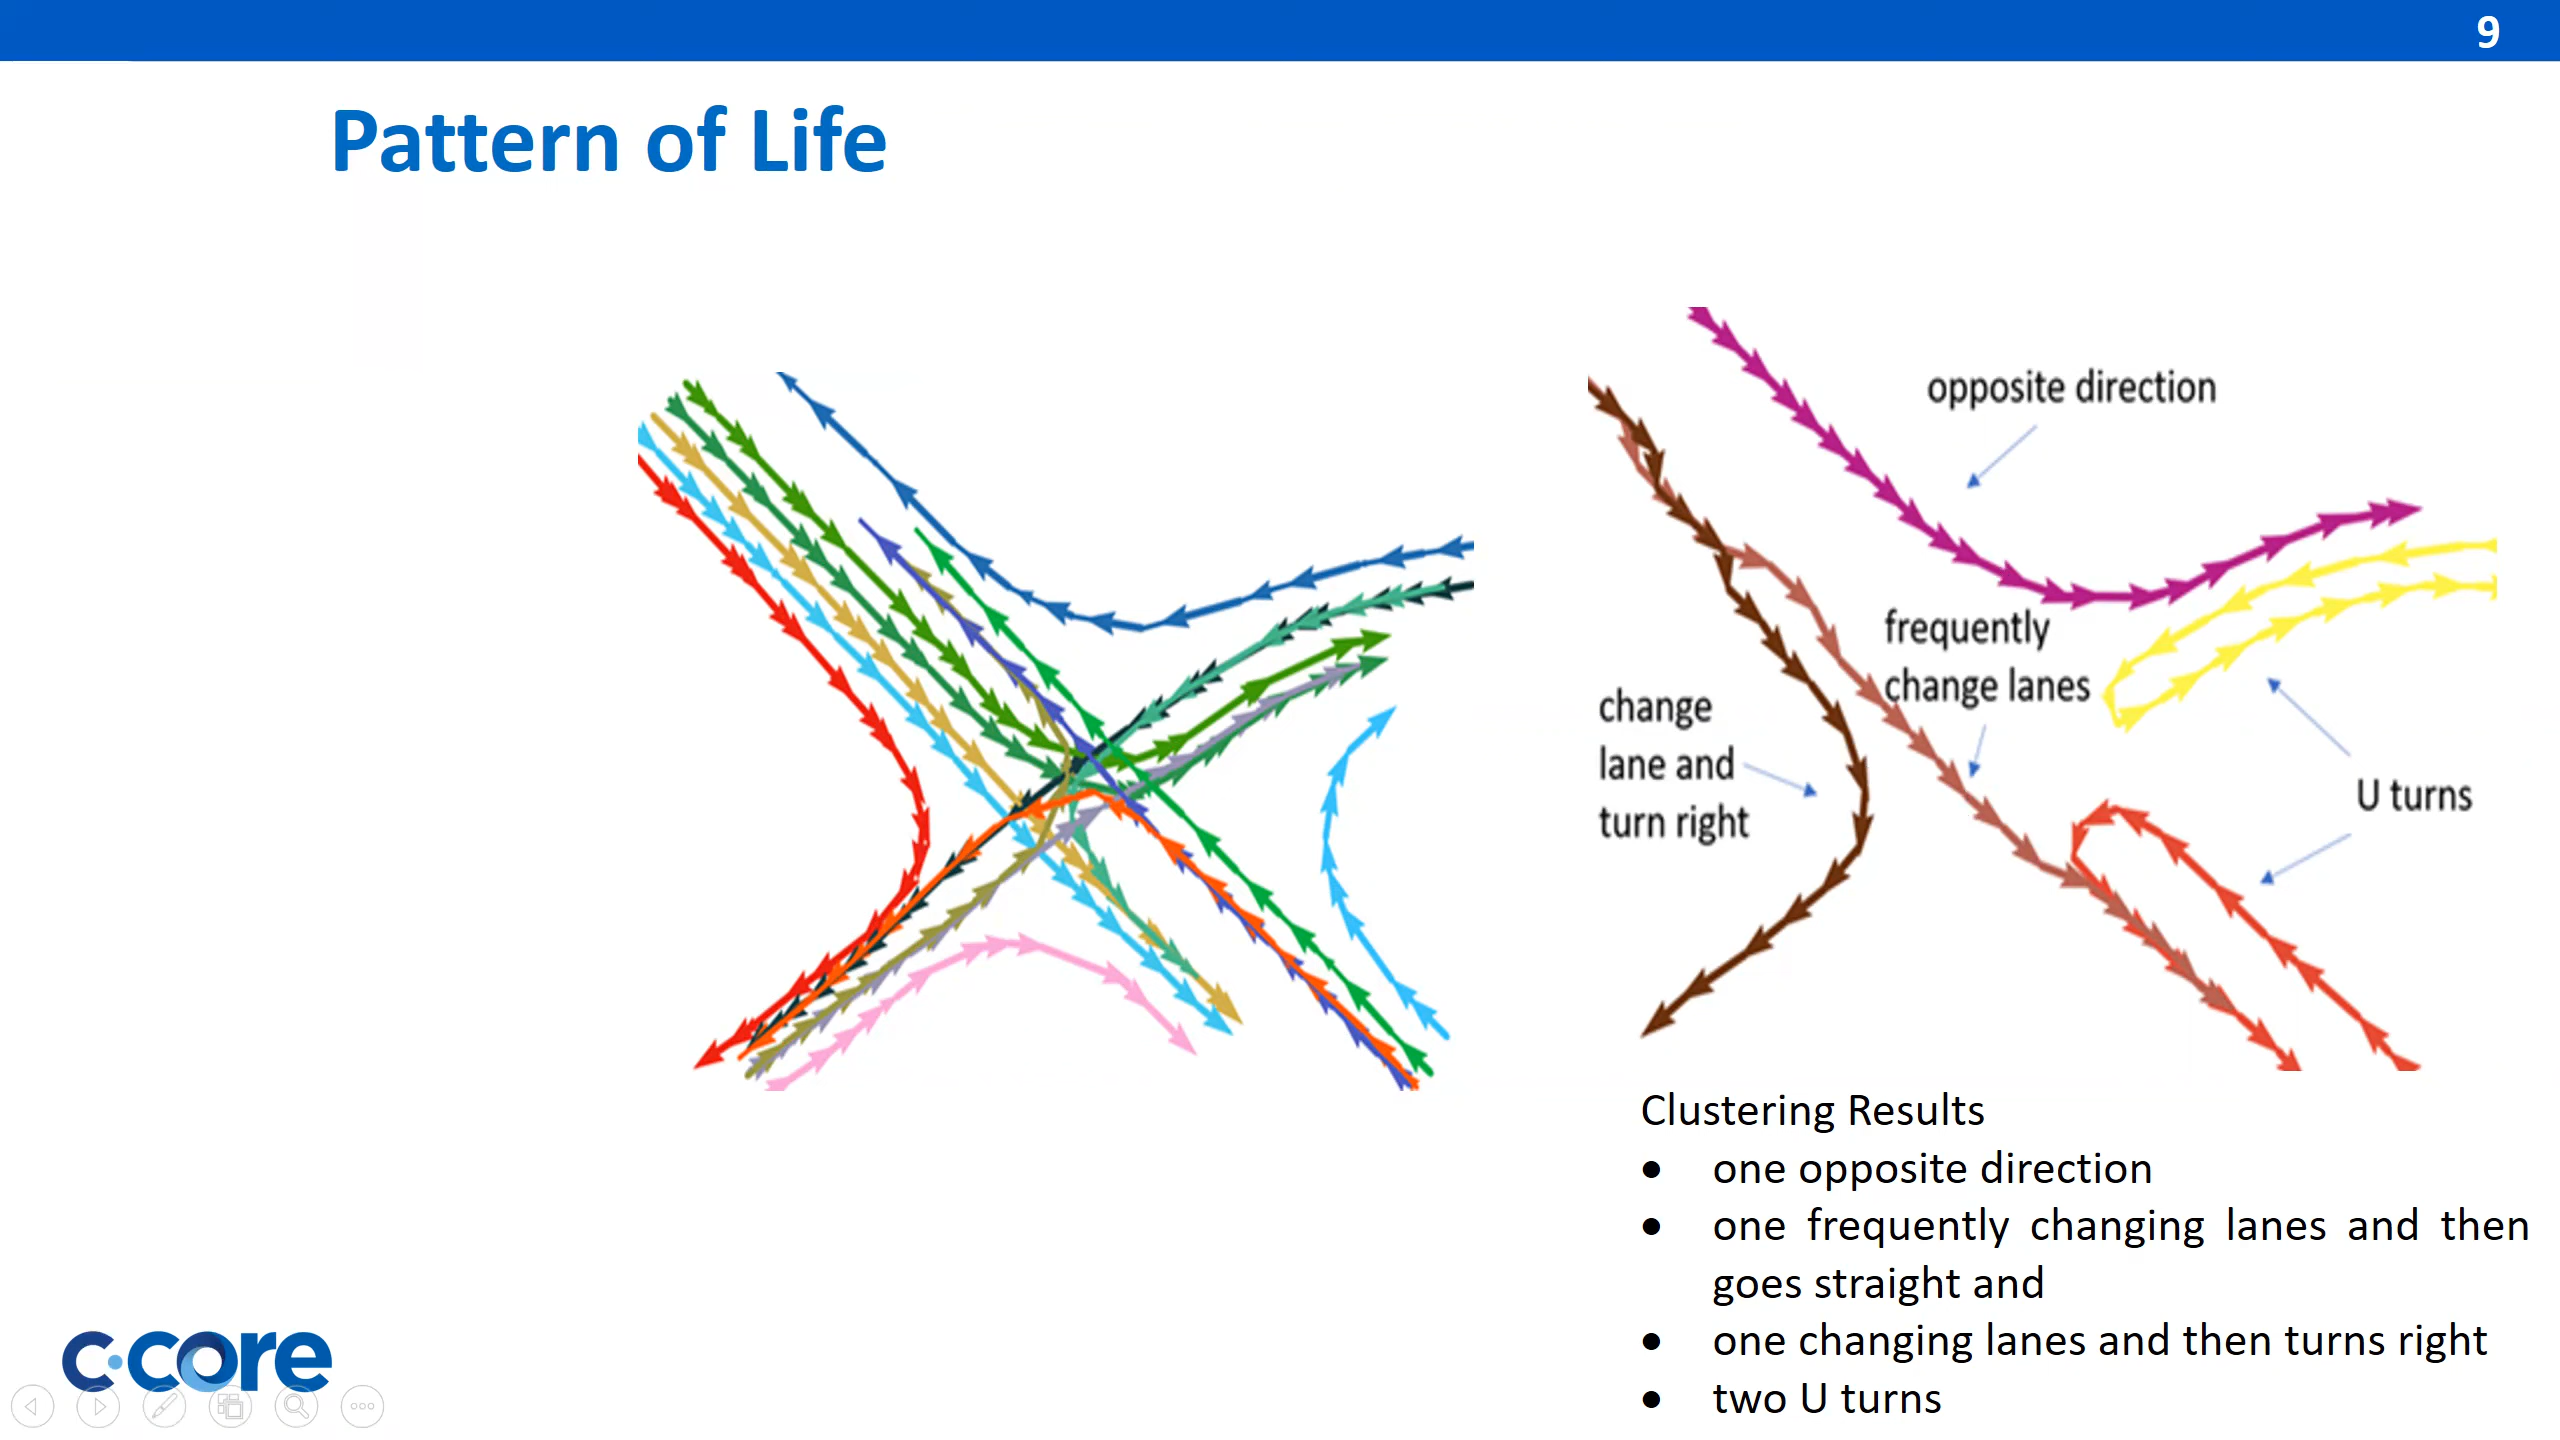 9
Pattern of Life
opposite direction
frequently
change lanes
change
lane and
turn right
U turns
Clustering Results
● one opposite direction
● one frequently changing lanes and then
goes straight and
● one changing lanes and then turns right
● two U turns
c·core